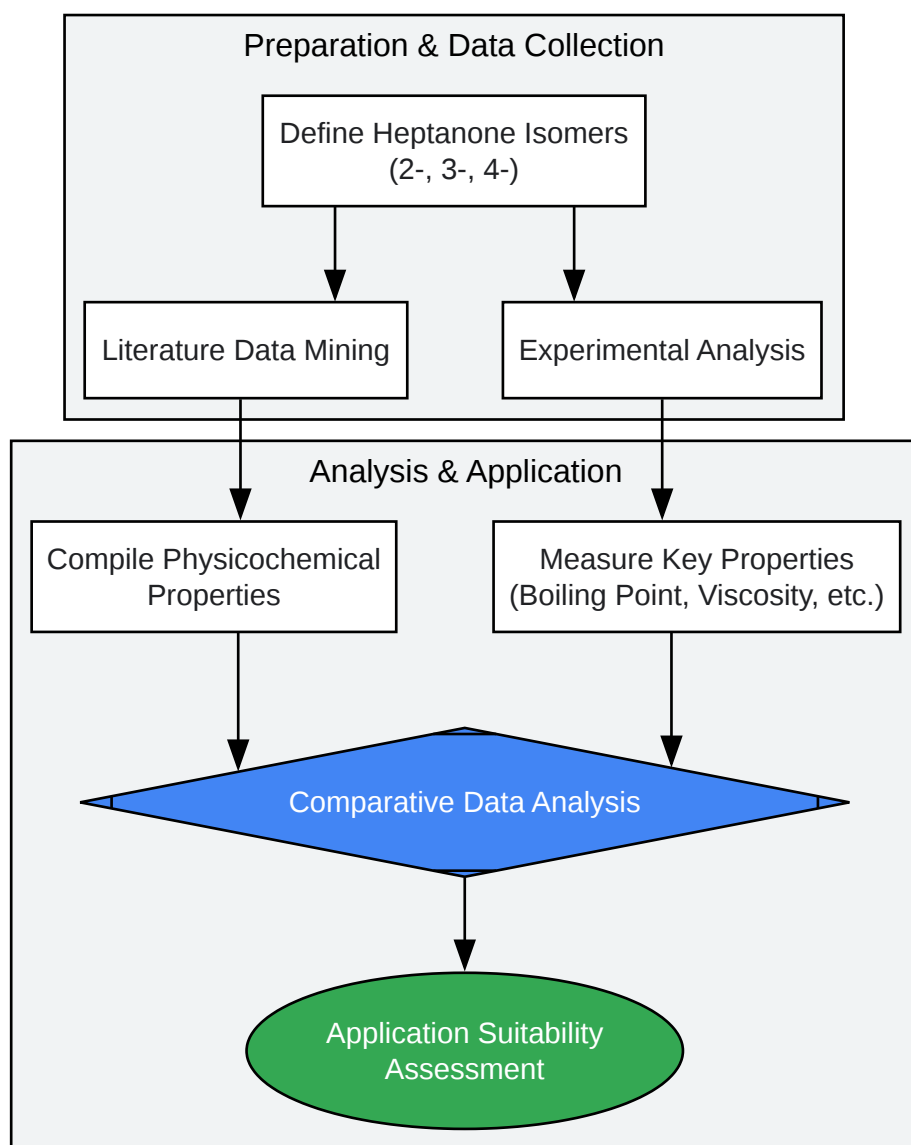 Preparation & Data Collection
Define Heptanone Isomers
(2-, 3-, 4-)
Literature Data Mining
Experimental Analysis
Analysis & Application
Compile Physicochemical
Properties
Measure Key Properties
(Boiling Point, Viscosity, etc.)
Comparative Data Analysis
Application Suitability
Assessment